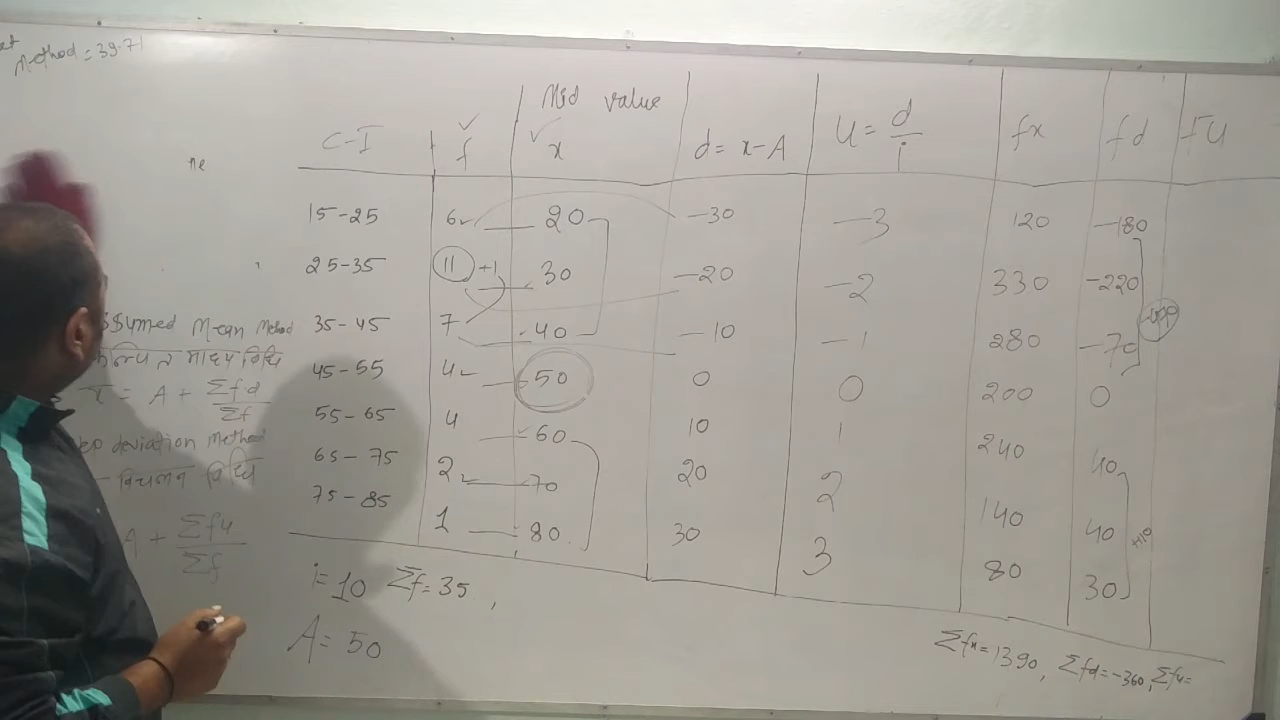 Method = 39.71
C-I f Mid value x d = x-A U = d/i fx fd fu
15-25 6 20 -30 -3 120 -180
25-35 11 +1 30 -20 -2 330 -220
35-45 7 40 -10 -1 280 -70
45-55 4 50 0 0 200 0
55-65 4 60 10 1 240 40
65-75 2 70 20 2 140 40
75-85 1 80 30 3 80 30
i=10 Σf=35,
A=50
Σfx=1390, Σfd=-360, Σfu=
Mean Method
माध्य विधि
= A + Σf.d/Σf
deviation Method
विचलन विधि
A + Σfu/Σf